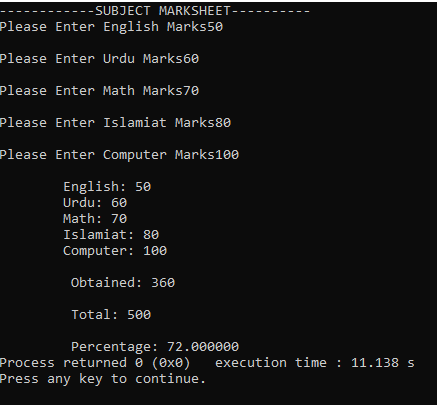 ------------SUBJECT MARKSHEET----------
Please Enter English Marks50
Please Enter Urdu Marks60
Please Enter Math Marks70
Please Enter Islamiat Marks80
Please Enter Computer Marks100
English: 50
Urdu: 60
Math: 70
Islamiat: 80
Computer: 100
Obtained: 360
Total: 500
Percentage: 72.000000
Process returned 0 (0x0)   execution time : 11.138 s
Press any key to continue.